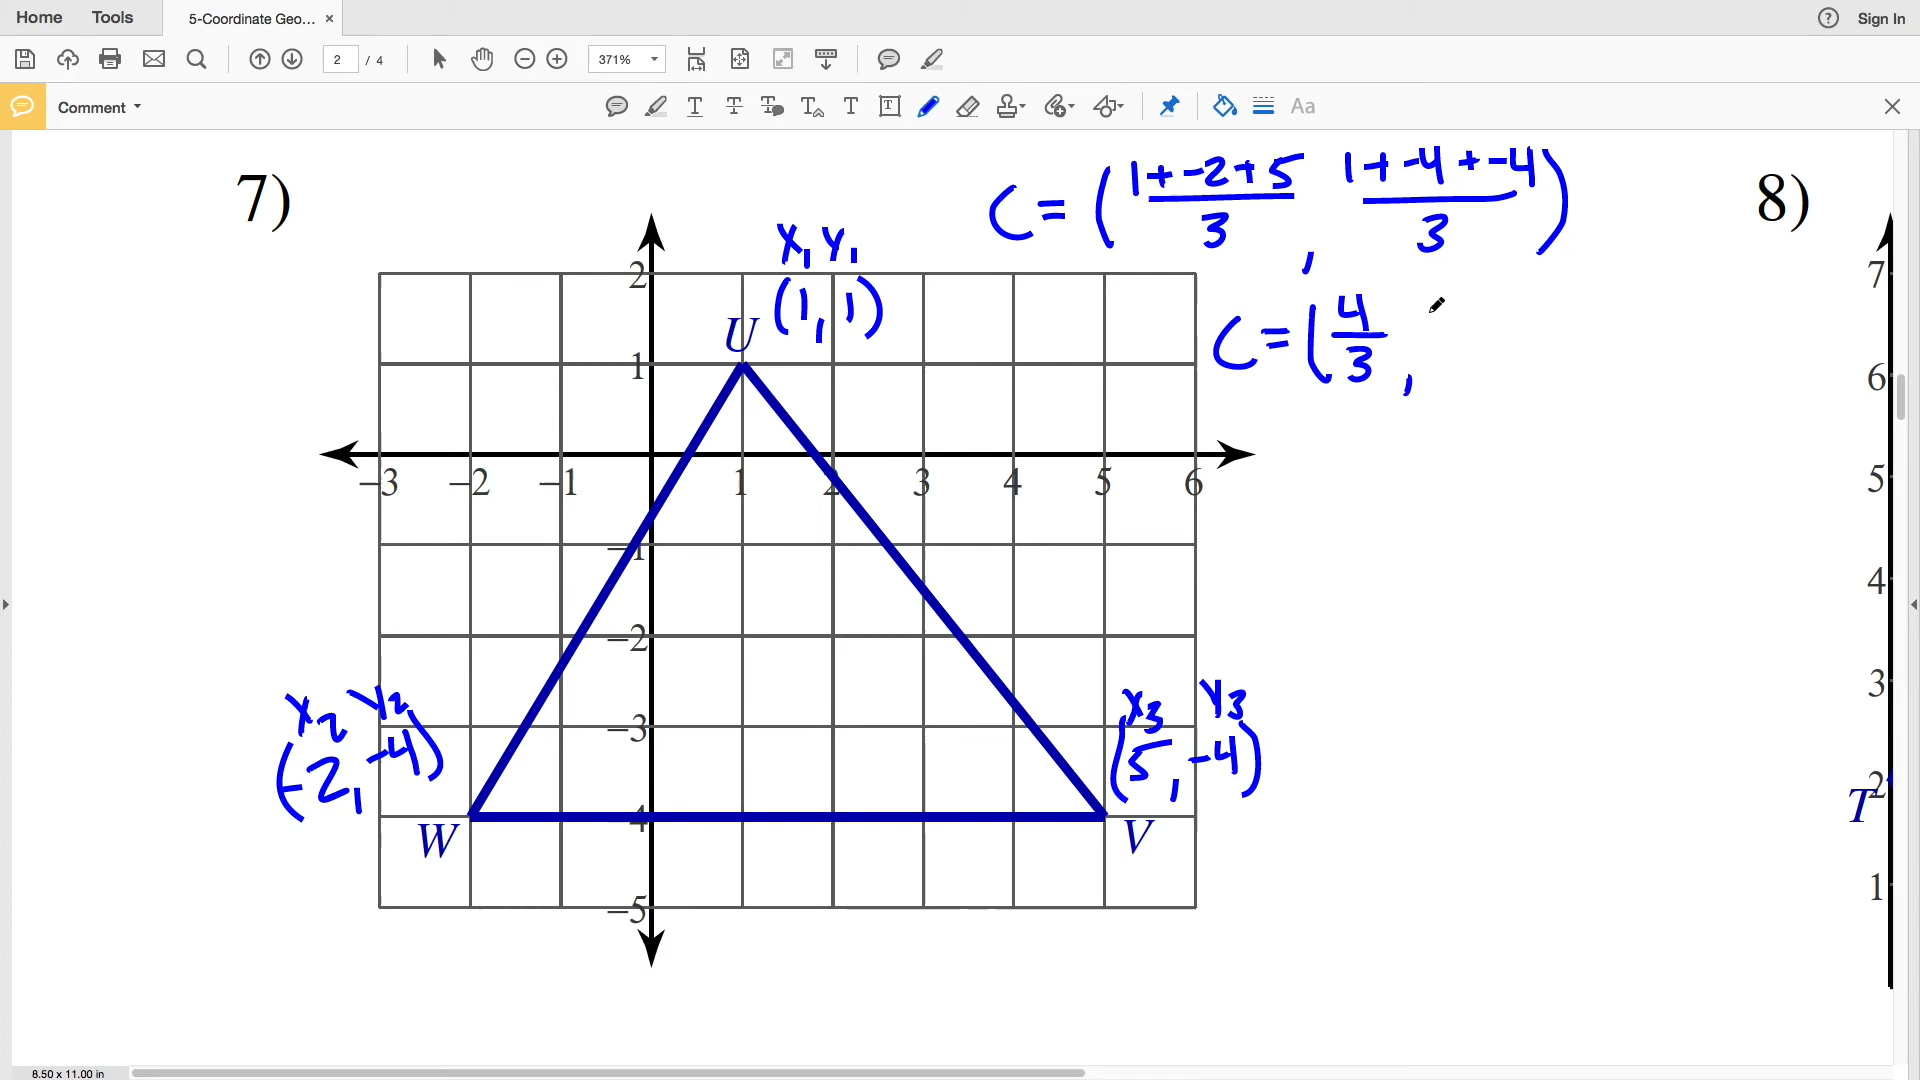 Home Tools 5-Coordinate Geo... × ? Sign In
2 / 4 371%
Comment Aa
7)
C = (1 + -2 + 5 / 3, 1 + -4 + -4 / 3)
8)
x1 y1
(1, 1)
C = (4/3,
U
2
1
-3 -2 -1 1 2 3 4 5 6
-1
-2
-3
-4
-5
x2 y2
(-2, -4)
x3 y3
(5, -4)
W
V
7
6
5
4
3
2
T
1
8.50 x 11.00 in